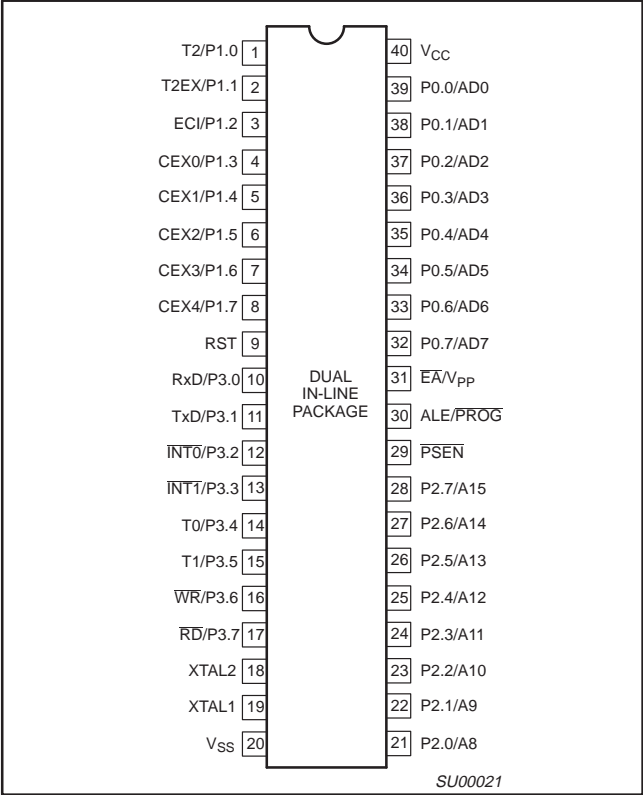 T2/P1.0 1 40 VCC
T2EX/P1.1 2 39 P0.0/AD0
ECI/P1.2 3 38 P0.1/AD1
CEX0/P1.3 4 37 P0.2/AD2
CEX1/P1.4 5 36 P0.3/AD3
CEX2/P1.5 6 35 P0.4/AD4
CEX3/P1.6 7 34 P0.5/AD5
CEX4/P1.7 8 33 P0.6/AD6
RST 9 32 P0.7/AD7
RxD/P3.0 10 31 E̅A̅/VPP
DUAL
IN-LINE
PACKAGE
TxD/P3.1 11 30 ALE/P̅R̅O̅G̅
I̅N̅T̅0̅/P3.2 12 29 P̅S̅E̅N̅
I̅N̅T̅1̅/P3.3 13 28 P2.7/A15
T0/P3.4 14 27 P2.6/A14
T1/P3.5 15 26 P2.5/A13
W̅R̅/P3.6 16 25 P2.4/A12
R̅D̅/P3.7 17 24 P2.3/A11
XTAL2 18 23 P2.2/A10
XTAL1 19 22 P2.1/A9
VSS 20 21 P2.0/A8
SU00021